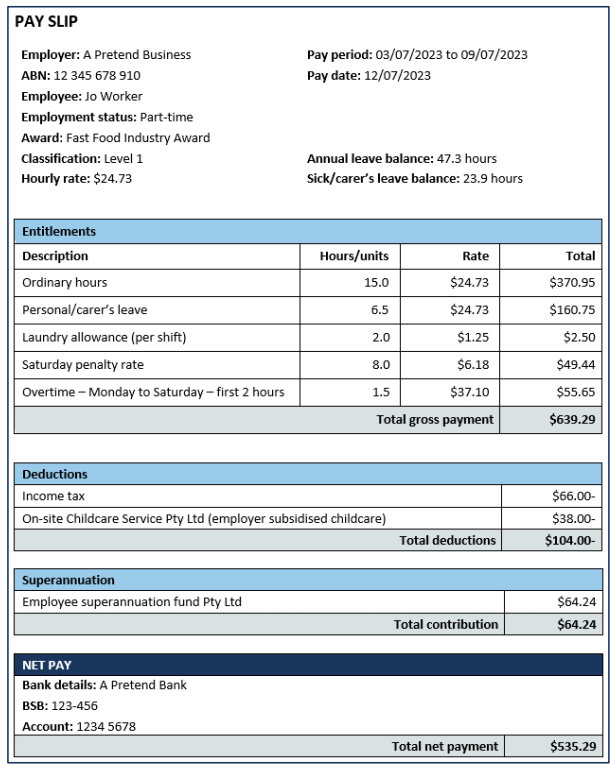 PAY SLIP
Employer: A Pretend Business Pay period: 03/07/2023 to 09/07/2023
ABN: 12 345 678 910 Pay date: 12/07/2023
Employee: Jo Worker
Employment status: Part-time
Award: Fast Food Industry Award
Classification: Level 1 Annual leave balance: 47.3 hours
Hourly rate: $24.73 Sick/carer's leave balance: 23.9 hours
Entitlements
Description Hours/units Rate Total
Ordinary hours 15.0 $24.73 $370.95
Personal/carer's leave 6.5 $24.73 $160.75
Laundry allowance (per shift) 2.0 $1.25 $2.50
Saturday penalty rate 8.0 $6.18 $49.44
Overtime – Monday to Saturday – first 2 hours 1.5 $37.10 $55.65
Total gross payment $639.29
Deductions
Income tax $66.00-
On-site Childcare Service Pty Ltd (employer subsidised childcare) $38.00-
Total deductions $104.00-
Superannuation
Employee superannuation fund Pty Ltd $64.24
Total contribution $64.24
NET PAY
Bank details: A Pretend Bank
BSB: 123-456
Account: 1234 5678
Total net payment $535.29